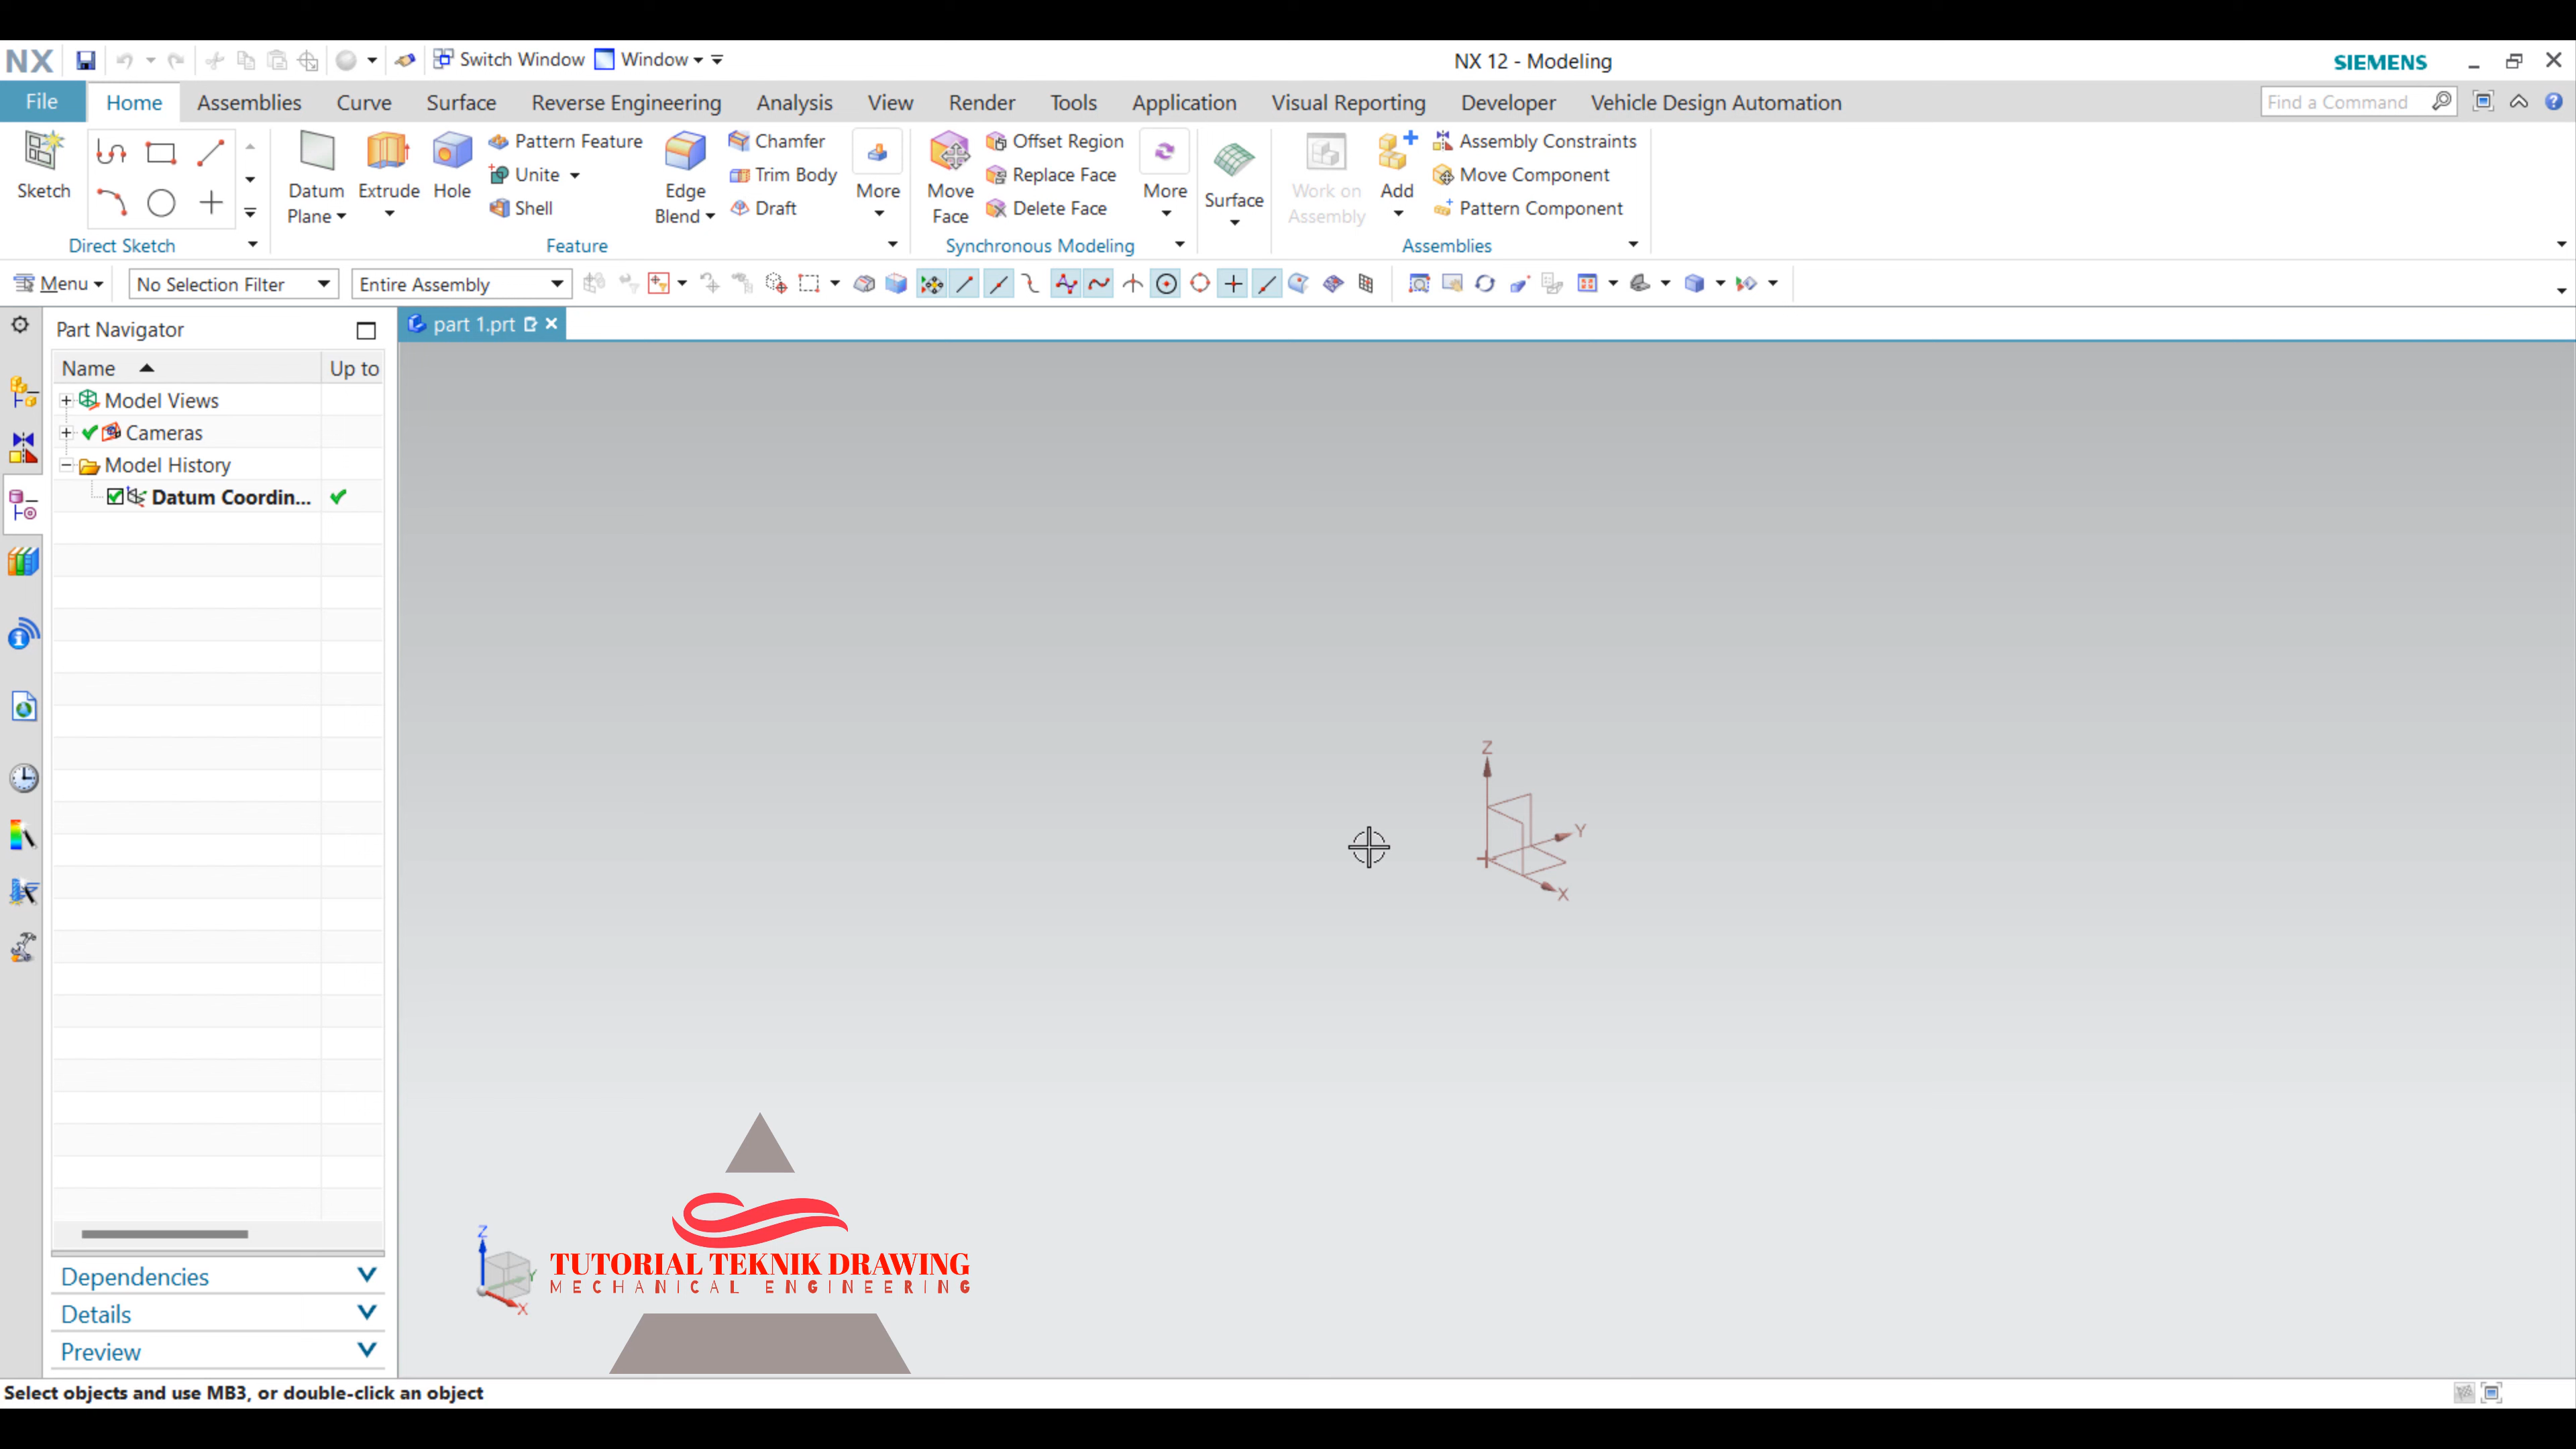 NX Switch Window Window NX 12 - Modeling SIEMENS
File Home Assemblies Curve Surface Reverse Engineering Analysis View Render Tools Application Visual Reporting Developer Vehicle Design Automation Find a Command
Sketch Datum Plane Extrude Hole Pattern Feature Unite Shell Edge Blend Chamfer Trim Body Draft More Move Face Offset Region Replace Face Delete Face More Surface Work on Assembly Add Assembly Constraints Move Component Pattern Component
Direct Sketch Feature Synchronous Modeling Assemblies
Menu No Selection Filter Entire Assembly
Part Navigator part 1.prt
Name Up to
Model Views
Cameras
Model History
Datum Coordin...
Z
Y
X
Z
Y
X
TUTORIAL TEKNIK DRAWING
MECHANICAL ENGINEERING
Dependencies
Details
Preview
Select objects and use MB3, or double-click an object